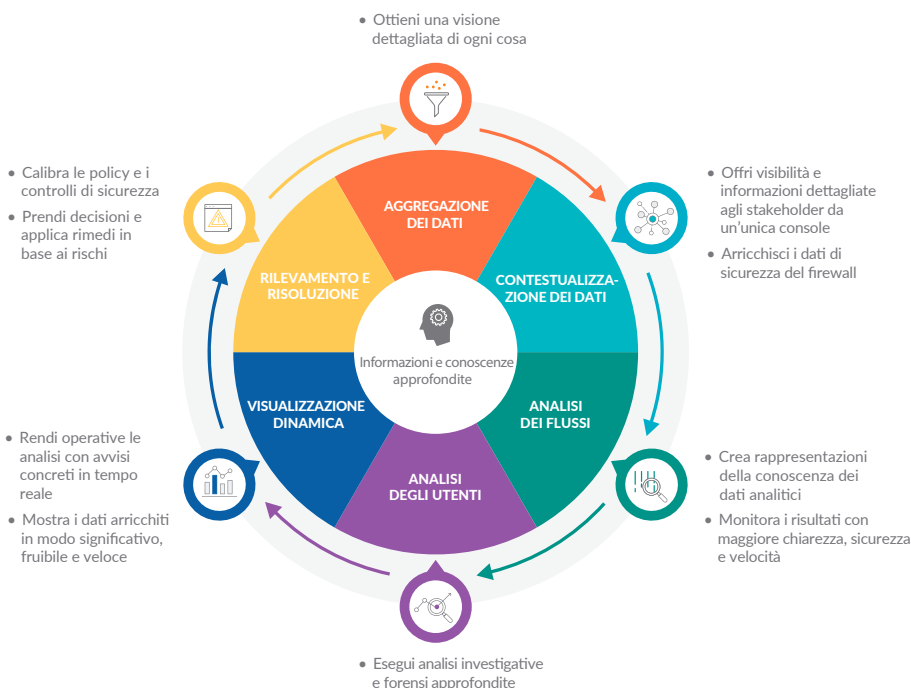 • Ottieni una visione
dettagliata di ogni cosa
• Calibra le policy e i
controlli di sicurezza
• Prendi decisioni e
applica rimedi in
base ai rischi
• Offri visibilità e
informazioni dettagliate
agli stakeholder da
un’unica console
• Arricchisci i dati di
sicurezza del firewall
AGGREGAZIONE
DEI DATI
RILEVAMENTO E
RISOLUZIONE
CONTESTUALIZZA-
ZIONE DEI DATI
Informazioni e conoscenze
approfondite
VISUALIZZAZIONE
DINAMICA
ANALISI
DEI FLUSSI
ANALISI
DEGLI UTENTI
• Rendi operative le
analisi con avvisi
concreti in tempo
reale
• Mostra i dati arricchiti
in modo significativo,
fruibile e veloce
• Crea rappresentazioni
della conoscenza dei
dati analitici
• Monitora i risultati con
maggiore chiarezza, sicurezza
e velocità
• Esegui analisi investigative
e forensi approfondite